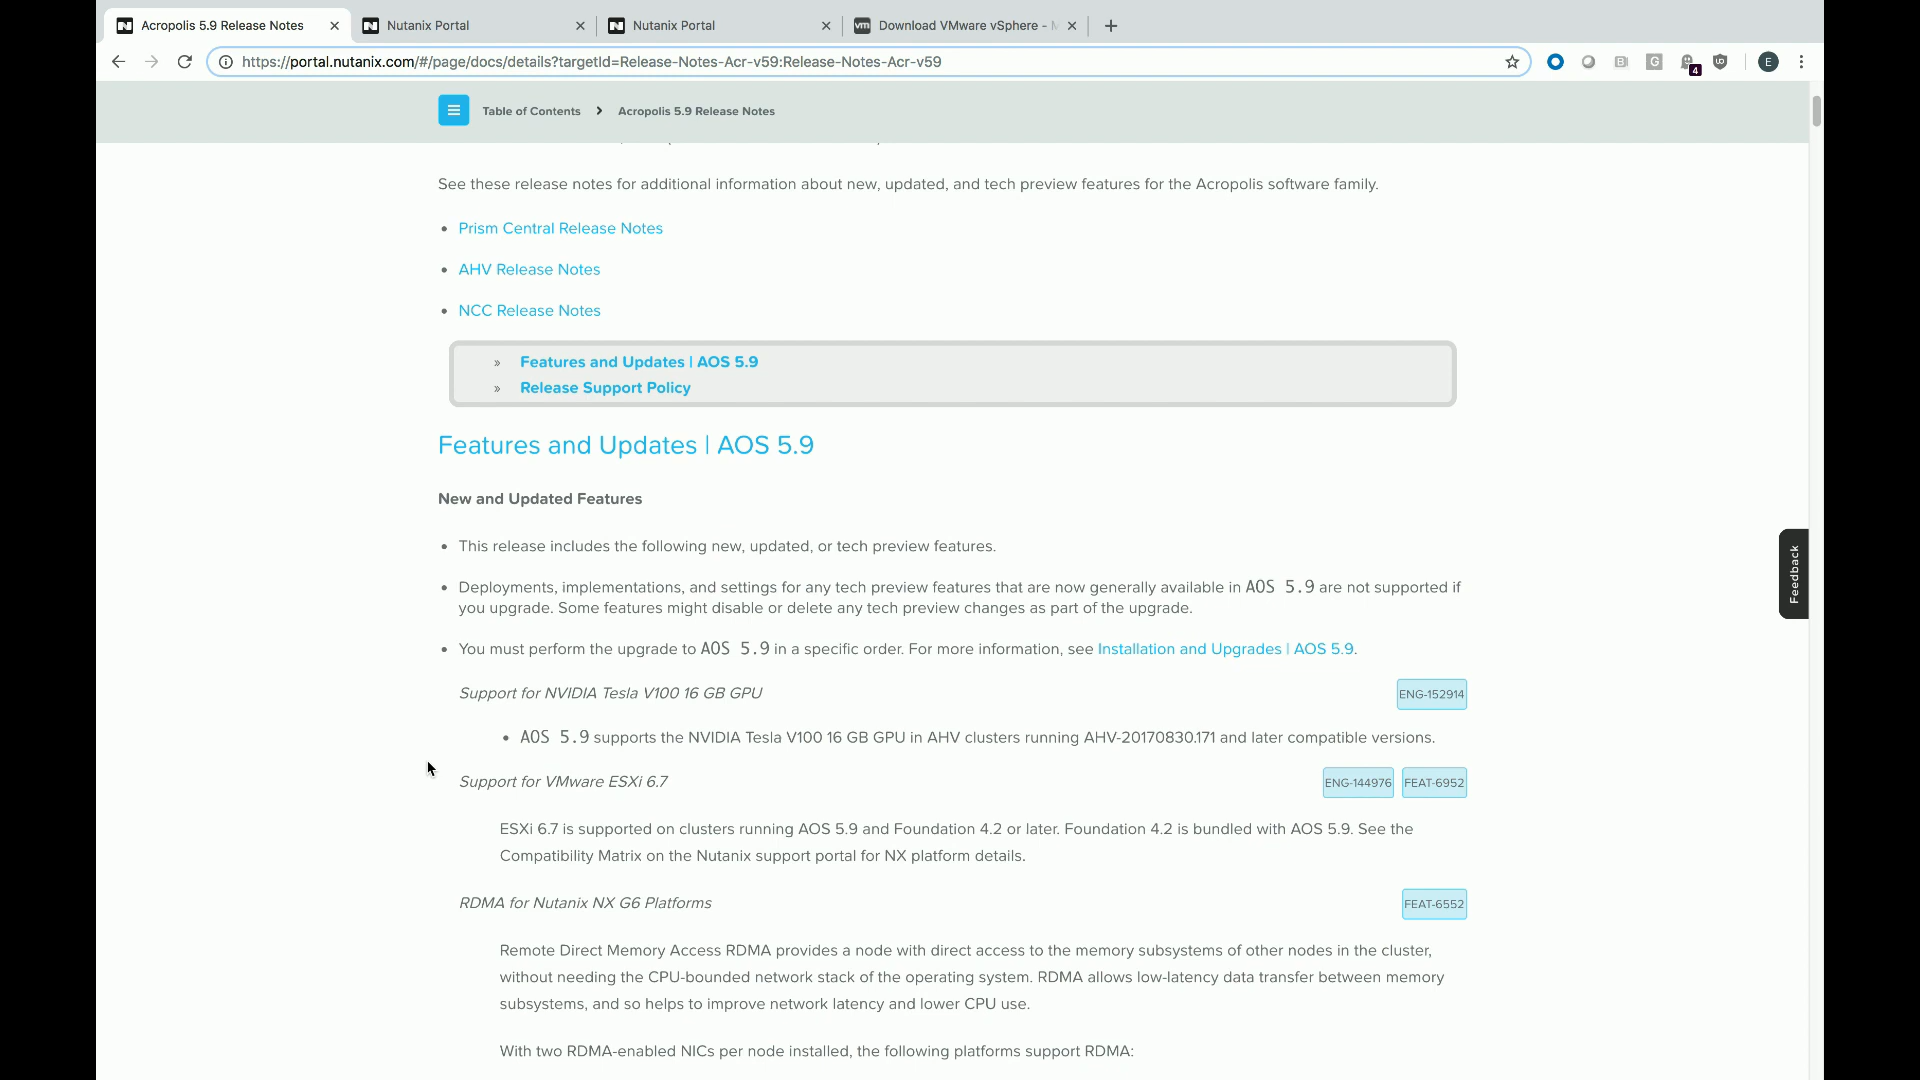 Acropolis 5.9 Release Notes
Nutanix Portal
Nutanix Portal
Download VMware vSphere -
https://portal.nutanix.com/#/page/docs/details?targetId=Release-Notes-Acr-v59:Release-Notes-Acr-v59
4
E
Table of Contents > Acropolis 5.9 Release Notes
See these release notes for additional information about new, updated, and tech preview features for the Acropolis software family.
• Prism Central Release Notes
• AHV Release Notes
• NCC Release Notes
» Features and Updates | AOS 5.9
» Release Support Policy
Features and Updates | AOS 5.9
New and Updated Features
• This release includes the following new, updated, or tech preview features.
• Deployments, implementations, and settings for any tech preview features that are now generally available in AOS 5.9 are not supported if
you upgrade. Some features might disable or delete any tech preview changes as part of the upgrade.
• You must perform the upgrade to AOS 5.9 in a specific order. For more information, see Installation and Upgrades | AOS 5.9.
Support for NVIDIA Tesla V100 16 GB GPU ENG-152914
• AOS 5.9 supports the NVIDIA Tesla V100 16 GB GPU in AHV clusters running AHV-20170830.171 and later compatible versions.
Support for VMware ESXi 6.7 ENG-144976 FEAT-6952
ESXi 6.7 is supported on clusters running AOS 5.9 and Foundation 4.2 or later. Foundation 4.2 is bundled with AOS 5.9. See the
Compatibility Matrix on the Nutanix support portal for NX platform details.
RDMA for Nutanix NX G6 Platforms FEAT-6552
Remote Direct Memory Access RDMA provides a node with direct access to the memory subsystems of other nodes in the cluster,
without needing the CPU-bounded network stack of the operating system. RDMA allows low-latency data transfer between memory
subsystems, and so helps to improve network latency and lower CPU use.
With two RDMA-enabled NICs per node installed, the following platforms support RDMA:
Feedback